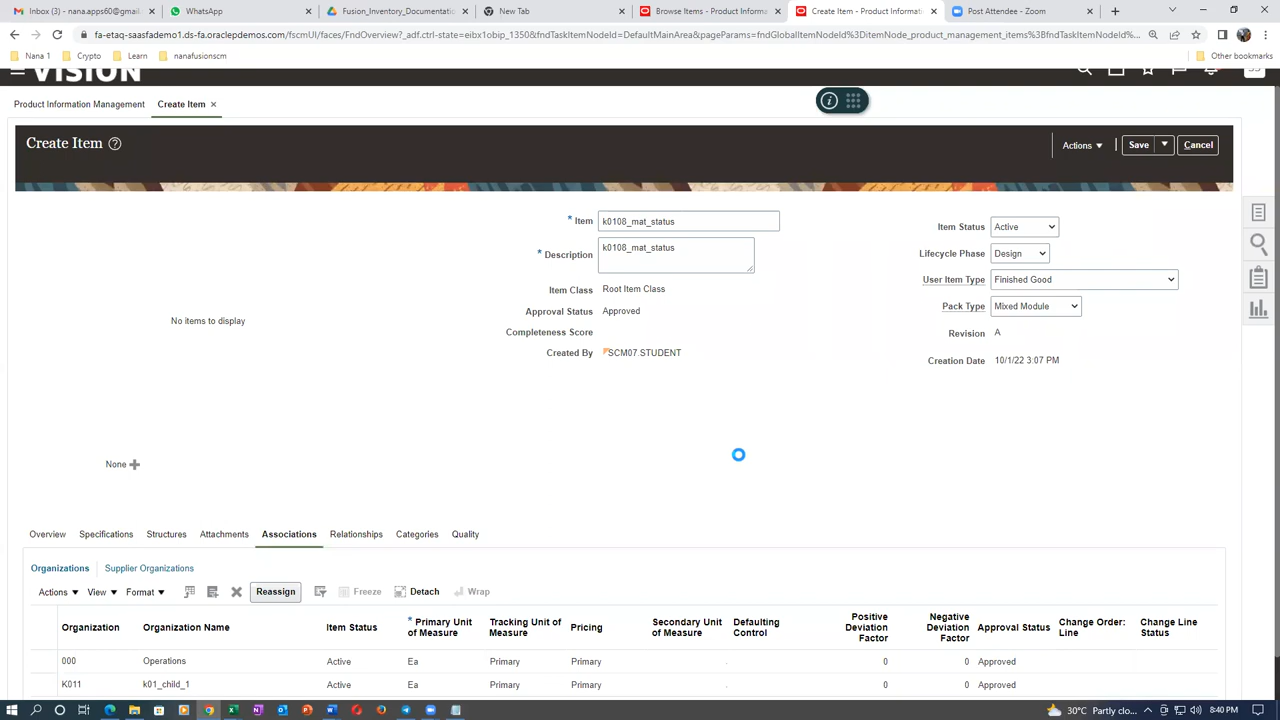 Inbox (3) - nana.apps60@gmail.
WhatsApp
Fusion_Inventory_Documentatio
New Tab
Browse Items - Product Informati
Create Item - Product Informatio
Post Attendee - Zoom
fa-etaq-saasfademo1.ds-fa.oraclepdemos.com/fscmUI/faces/FndOverview?_adf.ctrl-state=eibx1obip_1350&fndTaskItemNodeId=DefaultMainArea&pageParams=fndGlobalItemNodeId%3DitemNode_product_management_items%3BfndTaskItemNodeId%...
Nana 1
Crypto
Learn
nanafusionscm
Other bookmarks
VISION
Product Information Management
Create Item
Create Item
Actions
Save
Cancel
* Item
k0108_mat_status
Item Status
Active
* Description
k0108_mat_status
Lifecycle Phase
Design
Item Class
Root Item Class
User Item Type
Finished Good
Approval Status
Approved
Pack Type
Mixed Module
No items to display
Completeness Score
Revision
A
Created By
SCM07.STUDENT
Creation Date
10/1/22 3:07 PM
None
Overview
Specifications
Structures
Attachments
Associations
Relationships
Categories
Quality
Organizations
Supplier Organizations
Actions
View
Format
Reassign
Freeze
Detach
Wrap
Organization
Organization Name
Item Status
* Primary Unit of Measure
Tracking Unit of Measure
Pricing
Secondary Unit of Measure
Defaulting Control
Positive Deviation Factor
Negative Deviation Factor
Approval Status
Change Order: Line
Change Line Status
000 Operations Active Ea Primary Primary 0 0 Approved
K011 k01_child_1 Active Ea Primary Primary 0 0 Approved
30°C Partly clo...
8:40 PM